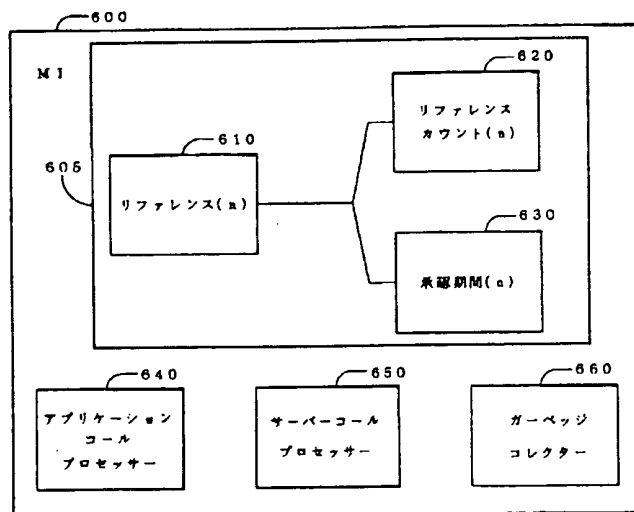 600
MI
620
リファレンス
カウント(n)
610
605
リファレンス(n)
630
承認期間(n)
640
650
660
アプリケーション
コール
プロセッサー
サーバーコール
プロセッサー
ガーベッジ
コレクター